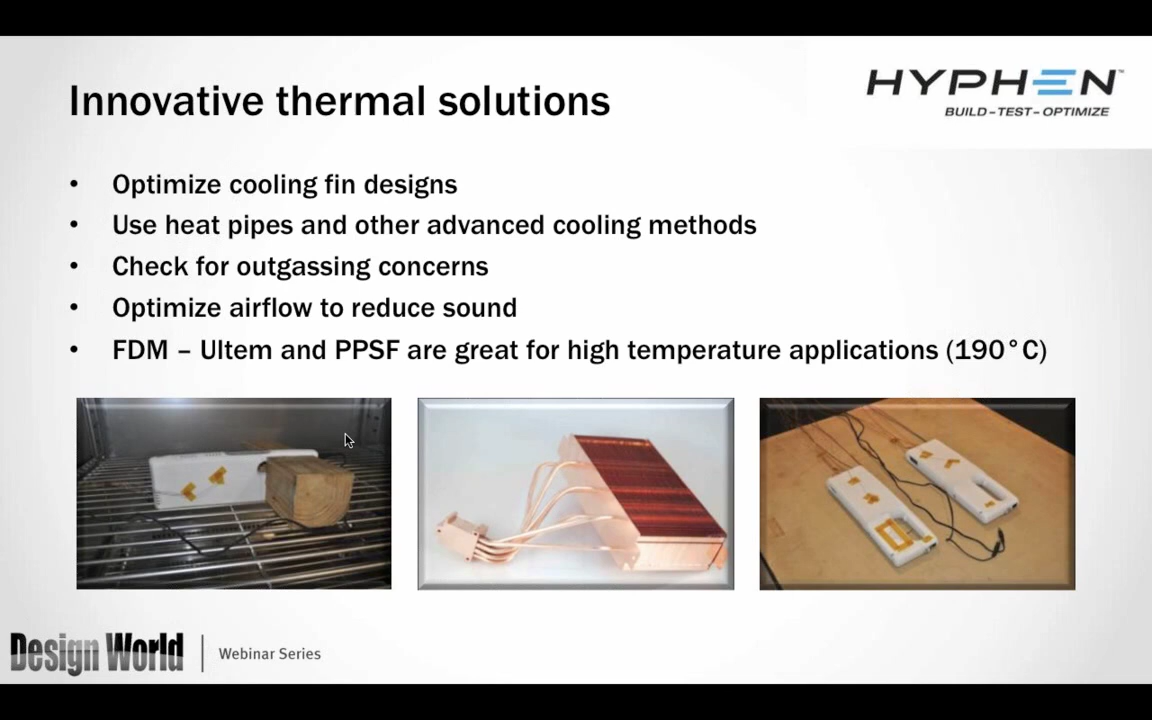 Innovative thermal solutions
HYPHEN™
BUILD–TEST–OPTIMIZE
• Optimize cooling fin designs
• Use heat pipes and other advanced cooling methods
• Check for outgassing concerns
• Optimize airflow to reduce sound
• FDM – Ultem and PPSF are great for high temperature applications (190°C)
Design World
Webinar Series